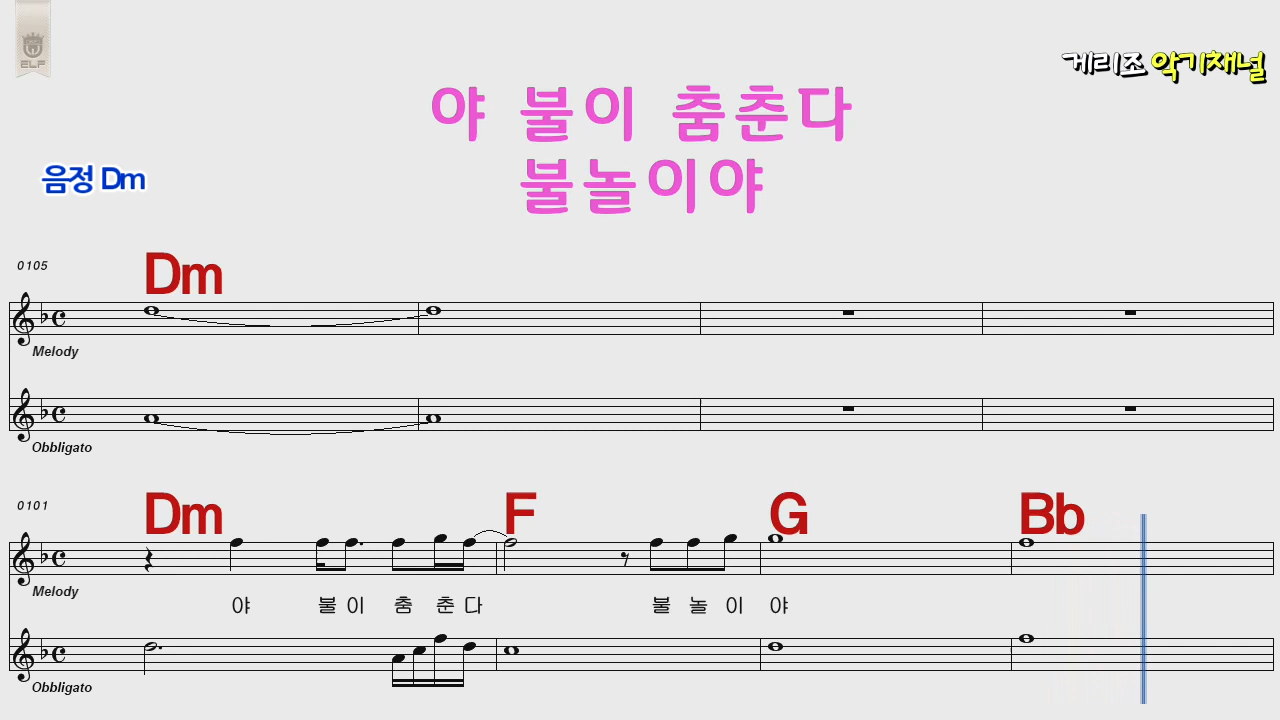 ELF
게리조 악기채널
야 불이 춤춘다
불놀이야
음정 Dm
0105
Dm
Melody
Obbligato
0101
Dm F G Bb
Melody
야 불 이 춤 춘 다 불 놀 이 야
Obbligato